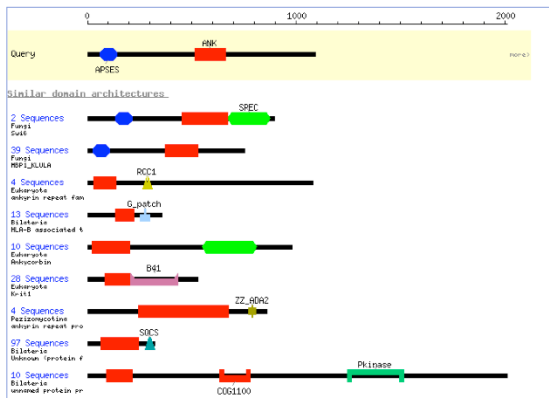 0 1000 2000
ANK
Query more>
APSES
Similar domain architectures
SPEC
2 Sequences
Fungi
Swi6
39 Sequences
Fungi
MBP1_KLULA
RCC1
4 Sequences
Eukaryota
ankyrin repeat fam
G_patch
13 Sequences
Bilateria
HLA-B associated t
10 Sequences
Eukaryota
Ankycorbin
B41
28 Sequences
Eukaryota
Krit1
ZZ_ADA2
4 Sequences
Pezizomycotina
ankyrin repeat pro
SOCS
97 Sequences
Bilateria
Unknown (protein f
Pkinase
10 Sequences
Bilateria
unnamed protein pr
COG1100